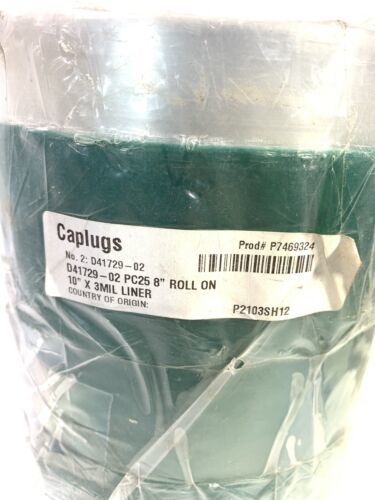 Caplugs Prod# P7469324
No. 2: D41729-02
D41729-02 PC25 8" ROLL ON
10" X 3MIL LINER
COUNTRY OF ORIGIN:
P2103SH12